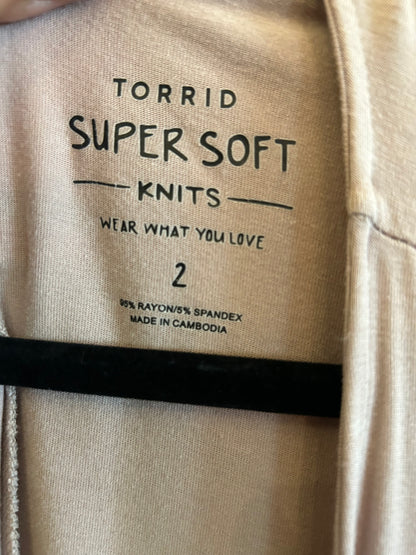 TORRID
SUPER SOFT
KNITS
WEAR WHAT YOU LOVE
2
95% RAYON/5% SPANDEX
MADE IN CAMBODIA